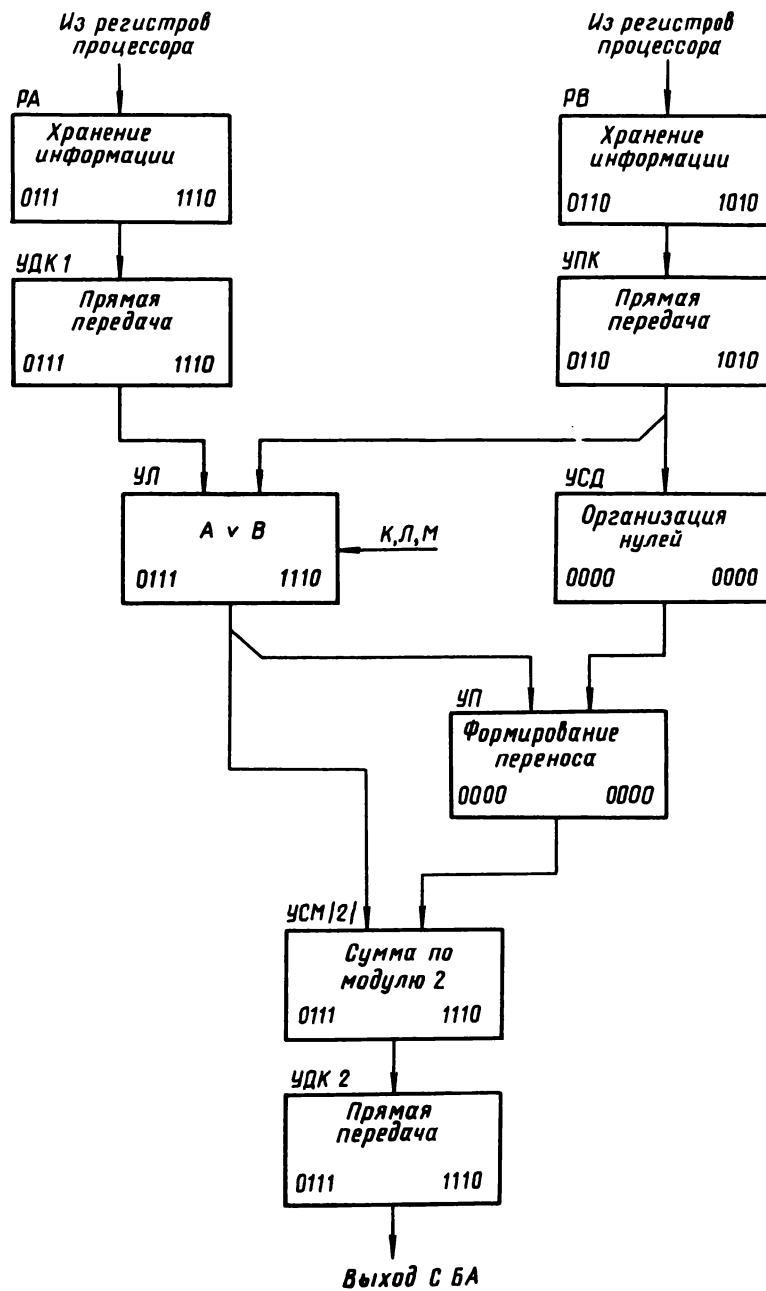 Из регистров
процессора
Из регистров
процессора
РА
Хранение
информации
0111 1110
РВ
Хранение
информации
0110 1010
УДК 1
Прямая
передача
0111 1110
УПК
Прямая
передача
0110 1010
УЛ
А v В
0111 1110
К,Л,М
УСД
Организация
нулей
0000 0000
УП
Формирование
переноса
0000 0000
УСМ/2/
Сумма по
модулю 2
0111 1110
УДК 2
Прямая
передача
0111 1110
Выход С БА